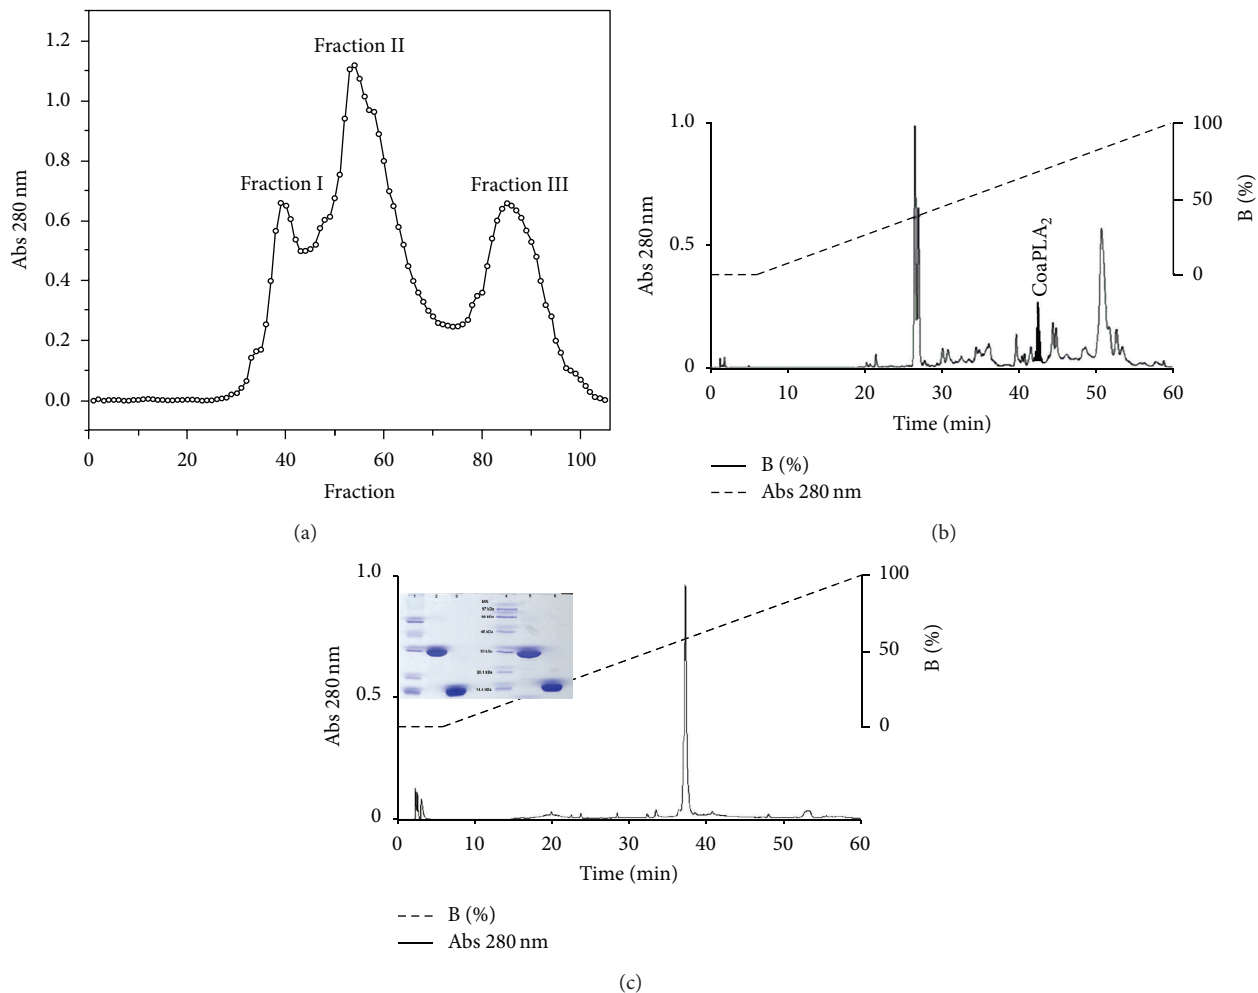 Abs 280 nm
1.2
1.0
0.8
0.6
0.4
0.2
0.0
Fraction I
Fraction II
Fraction III
0 20 40 60 80 100
Fraction
(a)
Abs 280 nm
1.0
0.5
0
CoaPLA₂
100
50
0
B (%)
0 10 20 30 40 50 60
Time (min)
B (%)
Abs 280 nm
(b)
Abs 280 nm
1.0
0.5
0
1 2 3
100
50
0
B (%)
0 10 20 30 40 50 60
Time (min)
B (%)
Abs 280 nm
(c)